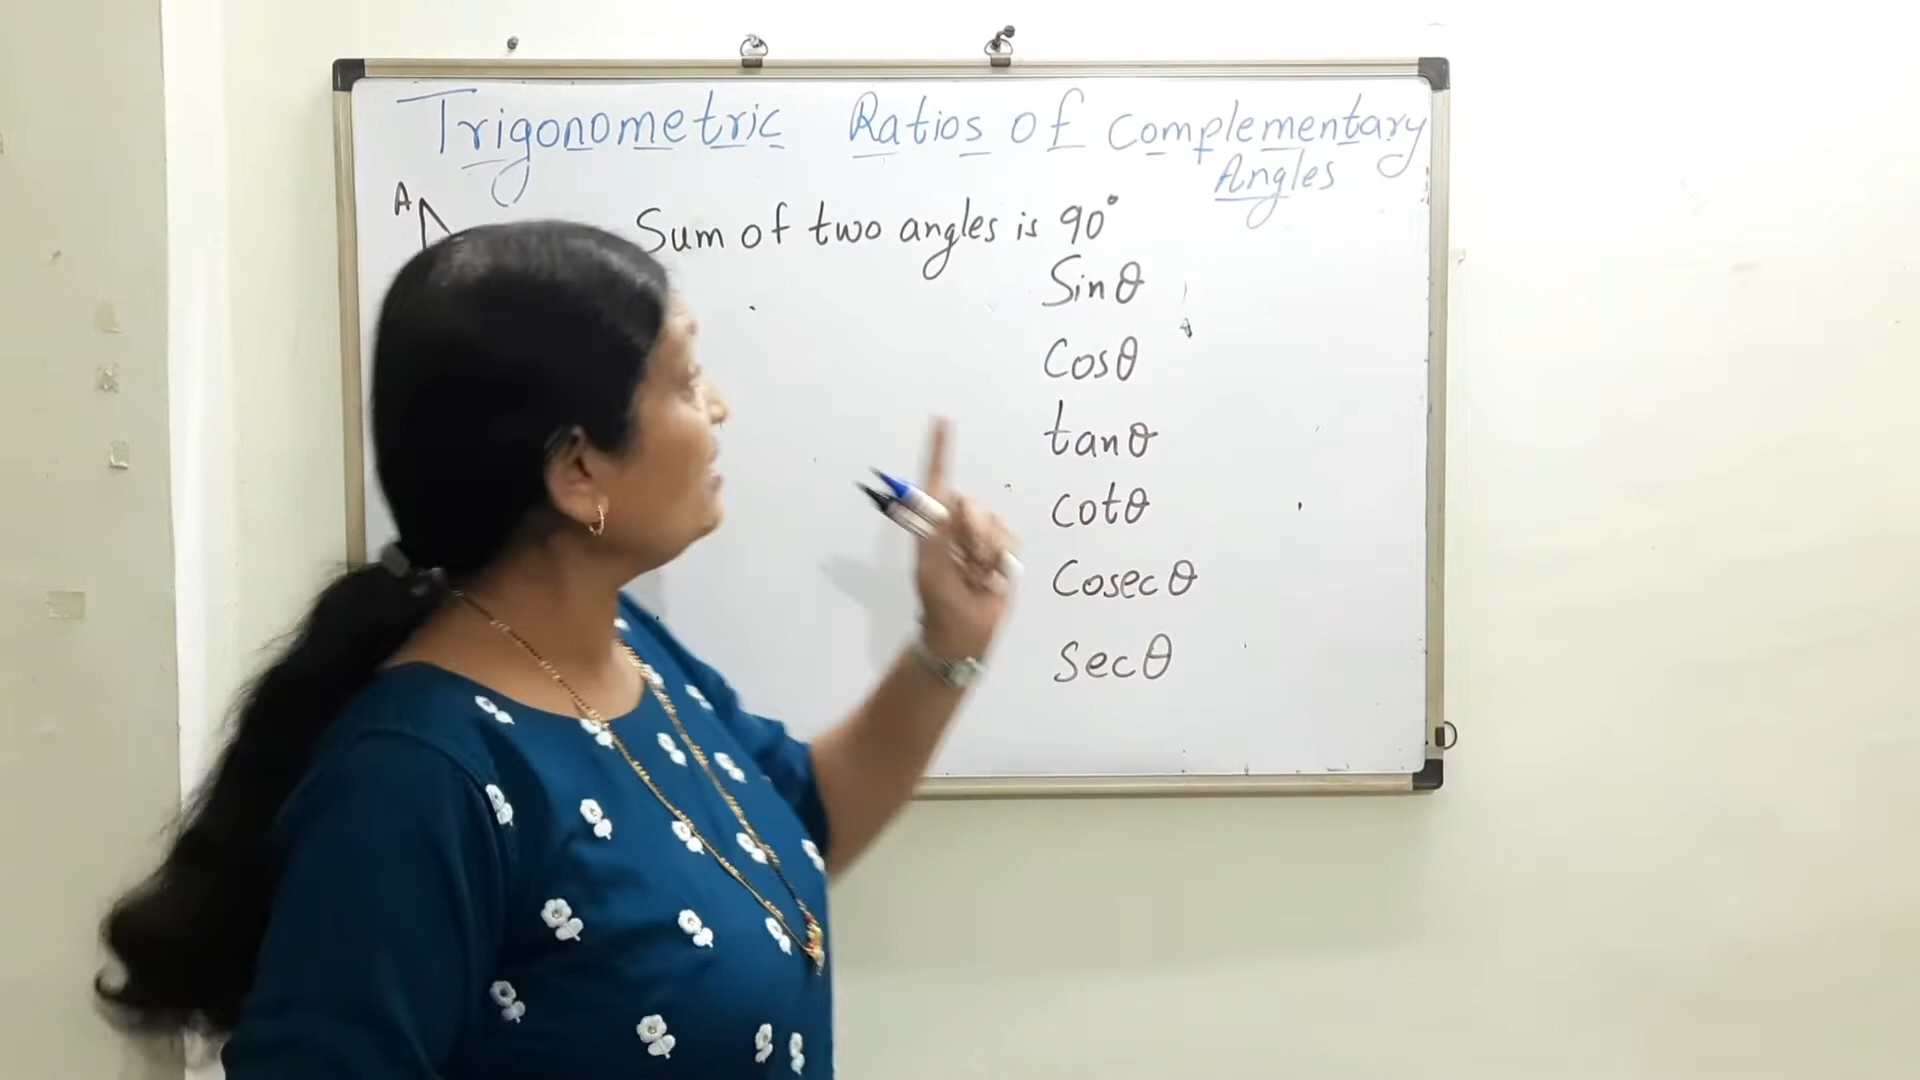 Trigonometric Ratios of Complementary
Angles
A
Sum of two angles is 90°
Sinθ
Cosθ
tanθ
cotθ
Cosecθ
secθ